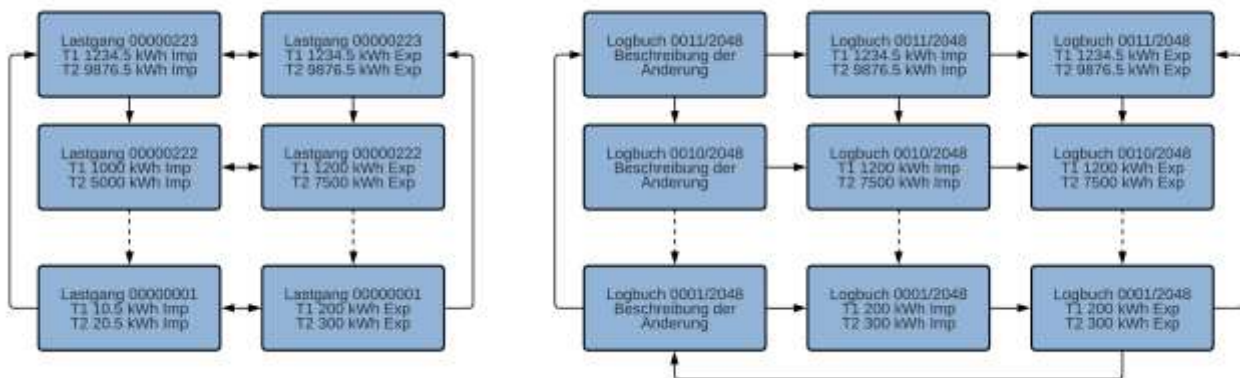 Lastgang 00000223
T1 1234.5 kWh Imp
T2 9876.5 kWh Imp
Lastgang 00000223
T1 1234.5 kWh Exp
T2 9876.5 kWh Exp
Logbuch 0011/2048
Beschreibung der
Änderung
Logbuch 0011/2048
T1 1234.5 kWh Imp
T2 9876.5 kWh Imp
Logbuch 0011/2048
T1 1234.5 kWh Exp
T2 9876.5 kWh Exp
Lastgang 00000222
T1 1000 kWh Imp
T2 5000 kWh Imp
Lastgang 00000222
T1 1200 kWh Exp
T2 7500 kWh Exp
Logbuch 0010/2048
Beschreibung der
Änderung
Logbuch 0010/2048
T1 1200 kWh Imp
T2 7500 kWh Imp
Logbuch 0010/2048
T1 1200 kWh Exp
T2 7500 kWh Exp
Lastgang 00000001
T1 10.5 kWh Imp
T2 20.5 kWh Imp
Lastgang 00000001
T1 200 kWh Exp
T2 300 kWh Exp
Logbuch 0001/2048
Beschreibung der
Änderung
Logbuch 0001/2048
T1 200 kWh Imp
T2 300 kWh Imp
Logbuch 0001/2048
T1 200 kWh Exp
T2 300 kWh Exp